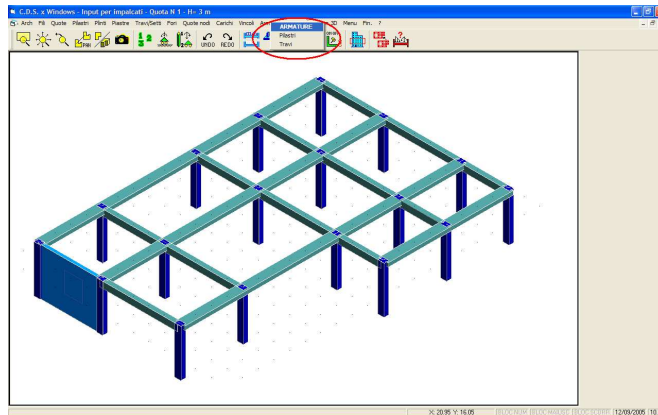 C.D.S. x Windows - Input per impalcati - Quota N 1 - H= 3 m
Arch Fili Quote Pilastri Plinti Piastre Travi/Setti Fori Quote nodi Carichi Vincoli 3D Menu Fin. ?
ARMATURE
Pilastri
Travi
UNDO REDO
X: 20.95 Y: 16.05 BLOC NUM BLOC MAIUSC BLOC SCORR 12/09/2005 10